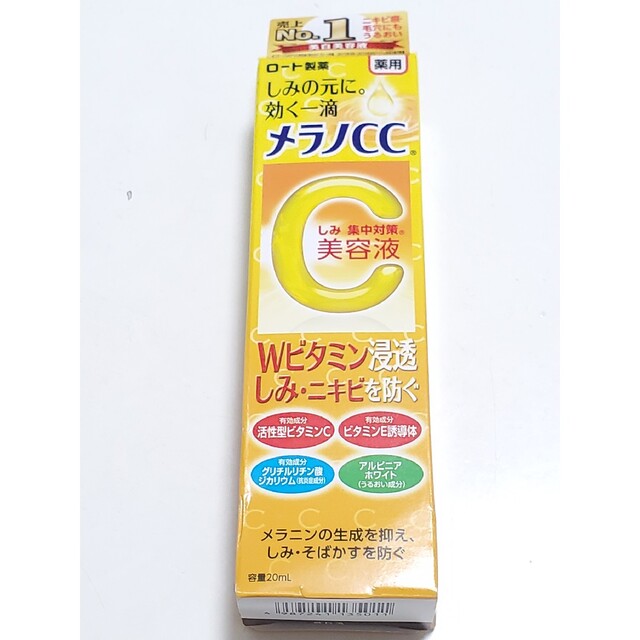 売上
No.1
美白美容液
ニキビ跡・
毛穴にも
うるおい
ロート製薬
薬用
しみの元に。
効く一滴
メラノCC®
C
しみ 集中対策®
美容液
Wビタミン浸透
しみ・ニキビを防ぐ
有効成分
活性型ビタミンC
有効成分
ビタミンE誘導体
有効成分
グリチルリチン酸
ジカリウム(抗炎症成分)
アルピニア
ホワイト
(うるおい成分)
メラニンの生成を抑え、
しみ・そばかすを防ぐ
容量20mL
4 987241 135011